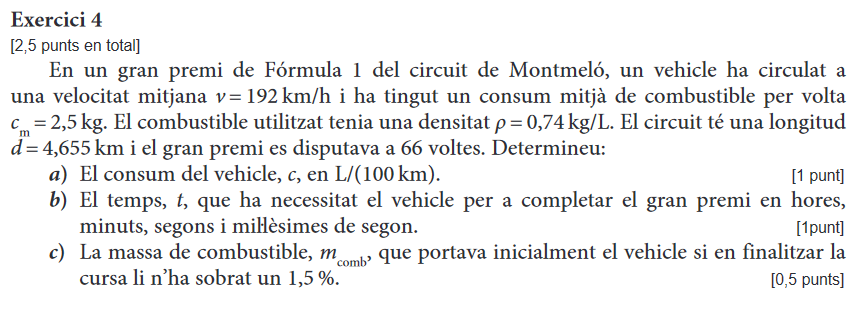 Exercici 4
[2,5 punts en total]
En un gran premi de Fórmula 1 del circuit de Montmeló, un vehicle ha circulat a
una velocitat mitjana v = 192 km/h i ha tingut un consum mitjà de combustible per volta
cₘ = 2,5 kg. El combustible utilitzat tenia una densitat ρ = 0,74 kg/L. El circuit té una longitud
d = 4,655 km i el gran premi es disputava a 66 voltes. Determineu:
a) El consum del vehicle, c, en L/(100 km). [1 punt]
b) El temps, t, que ha necessitat el vehicle per a completar el gran premi en hores,
minuts, segons i mil·lèsimes de segon. [1punt]
c) La massa de combustible, m_comb, que portava inicialment el vehicle si en finalitzar la
cursa li n'ha sobrat un 1,5 %. [0,5 punts]